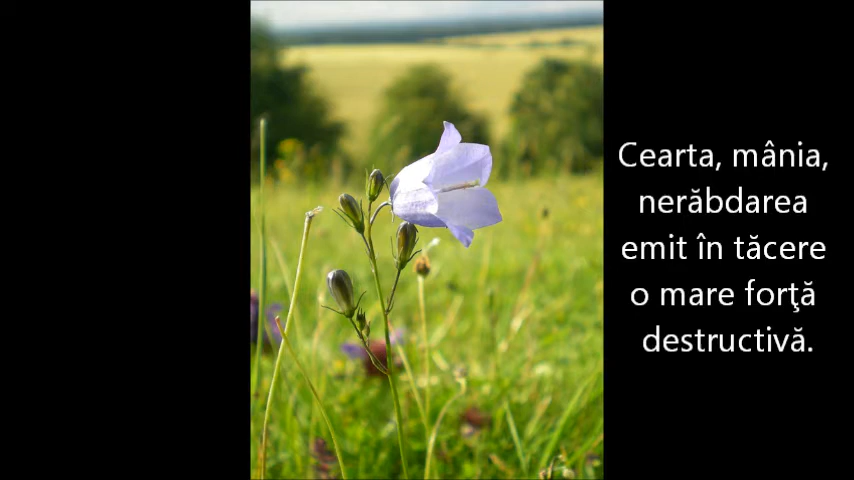 Cearta, mânia,
nerăbdarea
emit în tăcere
o mare forţă
destructivă.